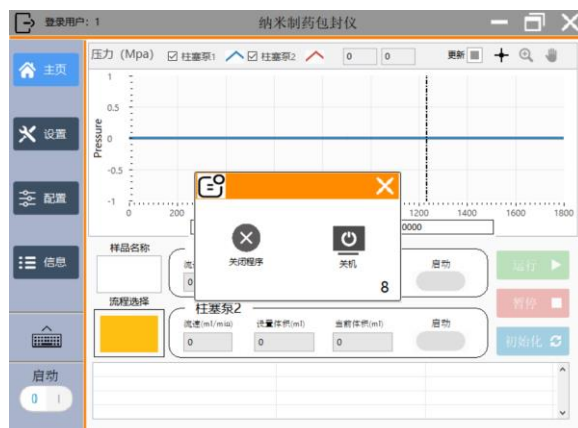 登录用户: 1
纳米制药包封仪
主页
设置
配置
信息
启动
0
压力 (Mpa)
柱塞泵1
柱塞泵2
0
0
更新
1
0.5
0
-0.5
-1
Pressure
0
200
1200
1400
1600
1800
0000
关闭程序
关机
8
样品名称
流程选择
0
启动
柱塞泵2
流速(ml/min)
设置体积(ml)
当前体积(ml)
启动
0
0
0
运行
暂停
初始化